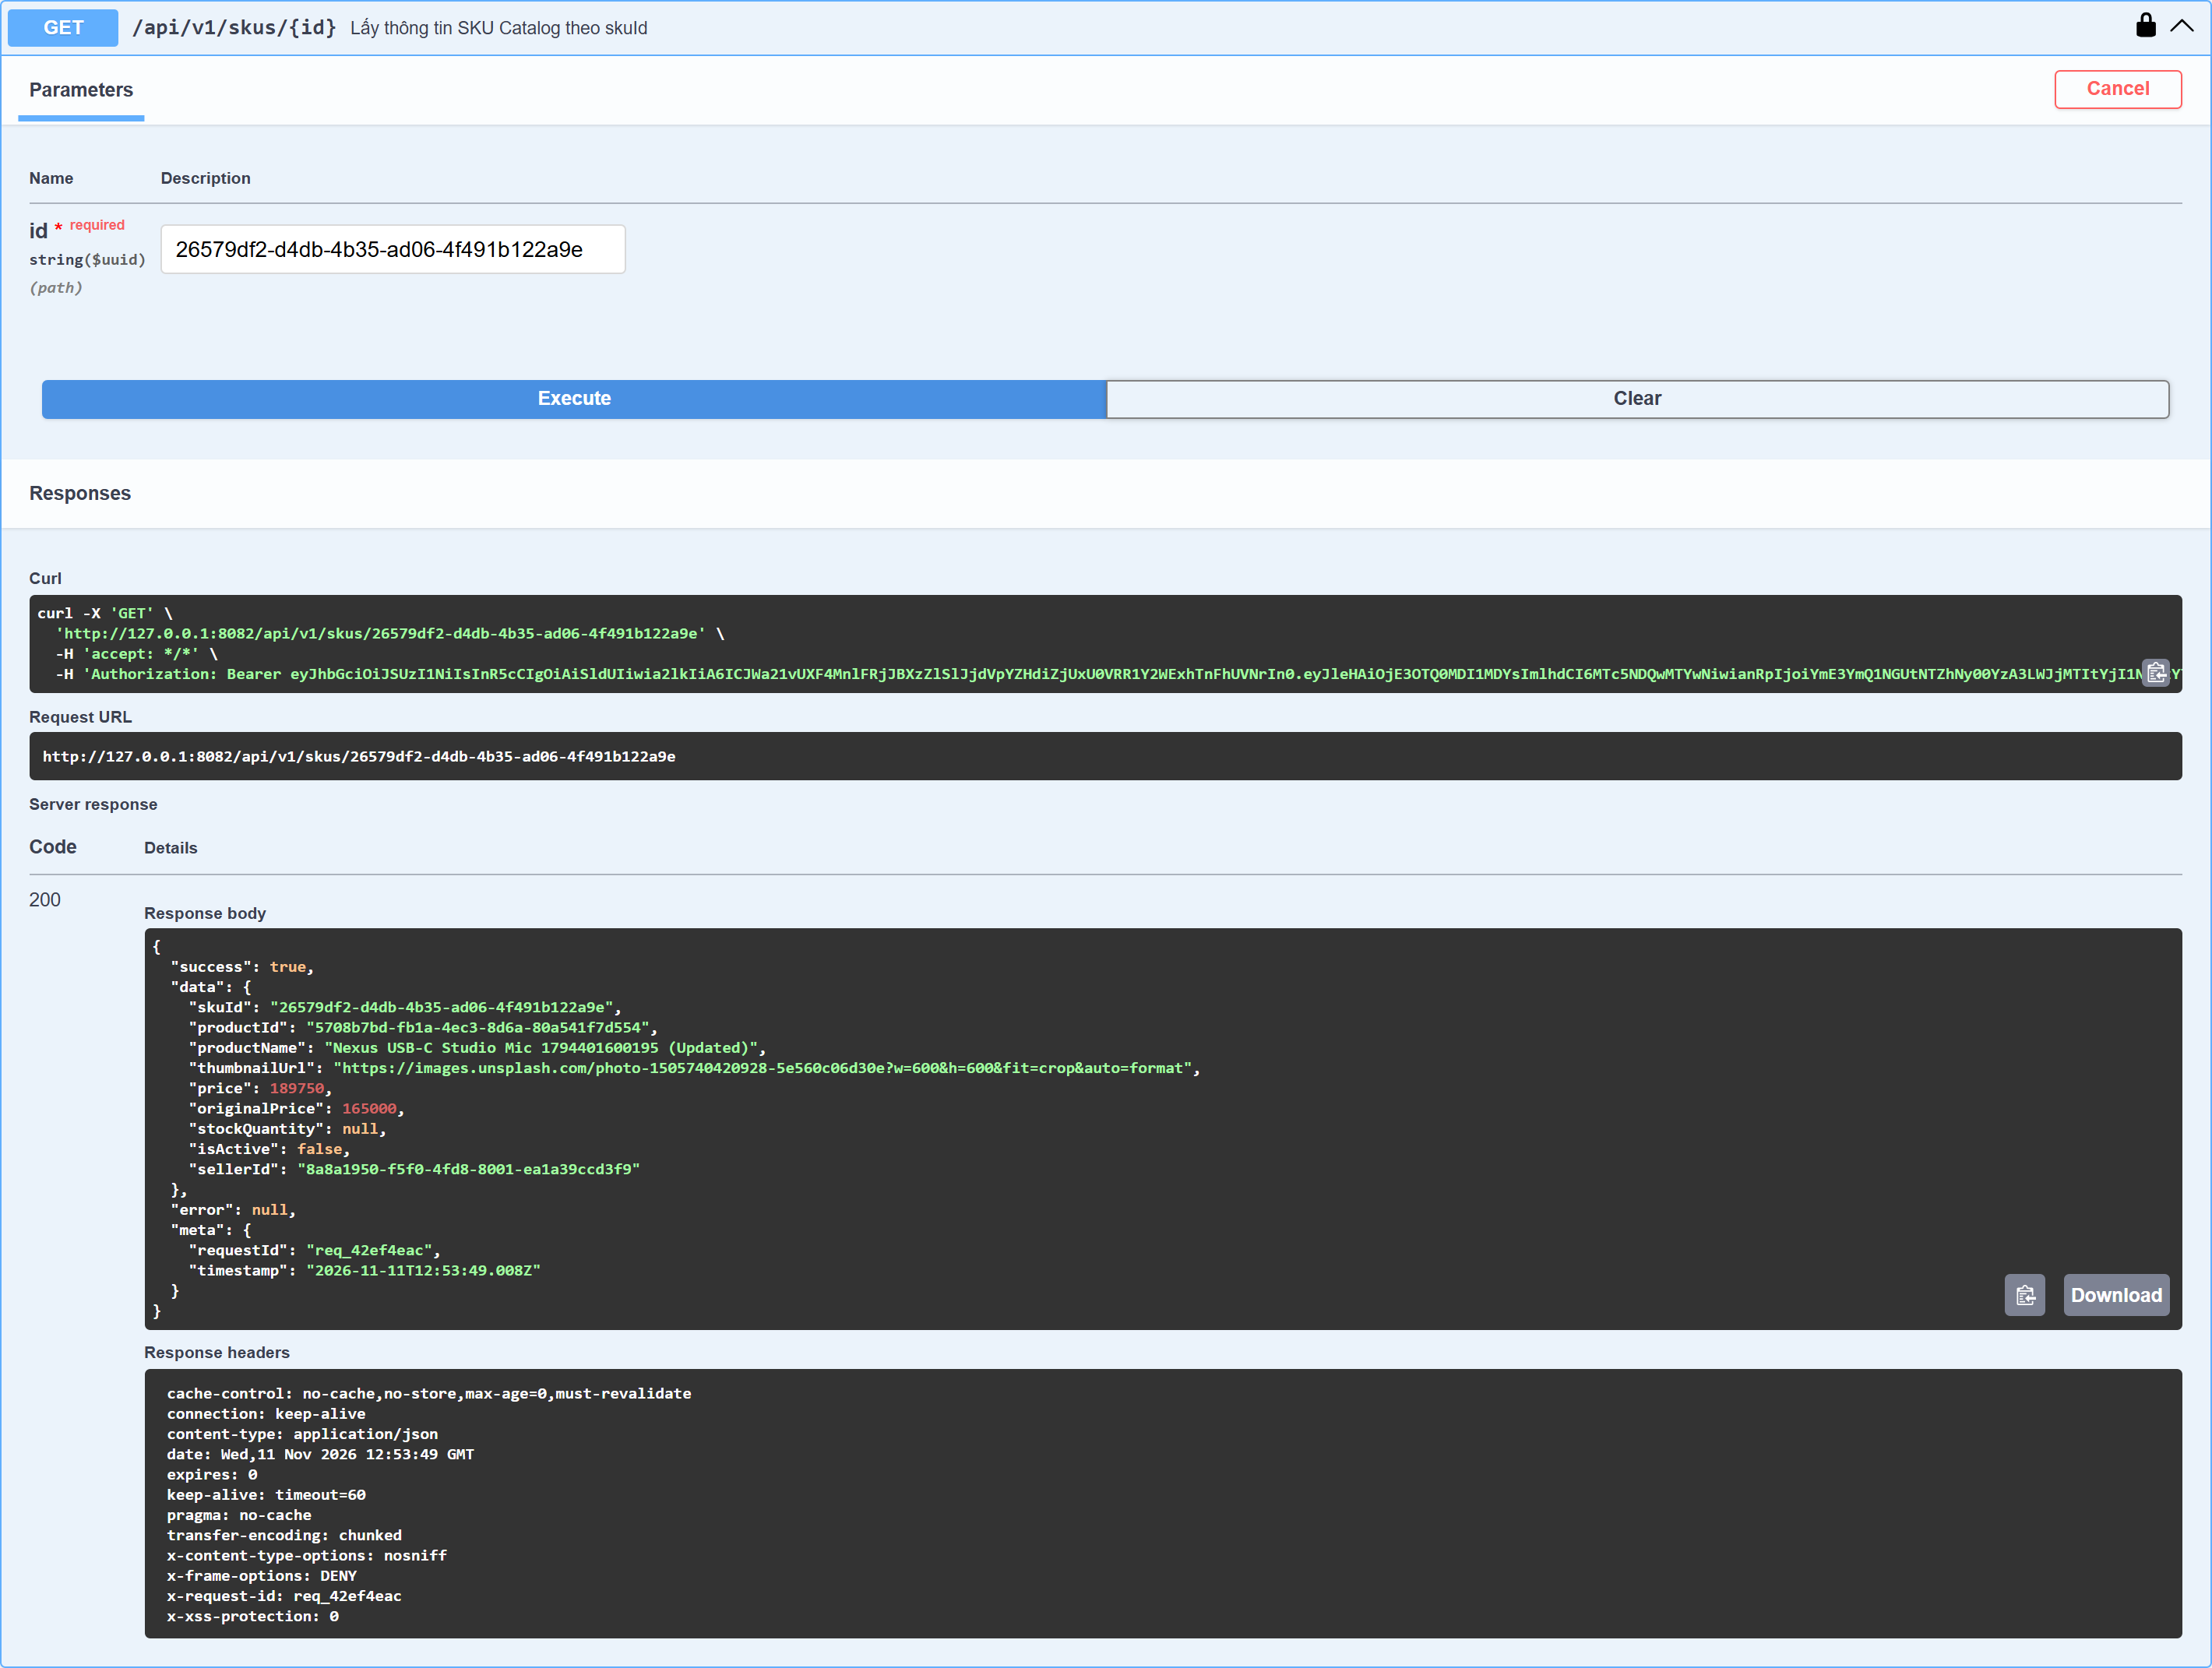 GET /api/v1/skus/{id} Lấy thông tin SKU Catalog theo skuId
Parameters
Cancel
Name Description
id * required
string($uuid)
(path)
26579df2-d4db-4b35-ad06-4f491b122a9e
Execute
Clear
Responses
Curl
curl -X 'GET' \
'http://127.0.0.1:8082/api/v1/skus/26579df2-d4db-4b35-ad06-4f491b122a9e' \
-H 'accept: */*' \
-H 'Authorization: Bearer
Request URL
http://127.0.0.1:8082/api/v1/skus/26579df2-d4db-4b35-ad06-4f491b122a9e
Server response
Code Details
200
Response body
{
"success": true,
"data": {
"skuId": "26579df2-d4db-4b35-ad06-4f491b122a9e",
"productId": "5708b7bd-fb1a-4ec3-8d6a-80a541f7d554",
"productName": "Nexus USB-C Studio Mic 1794401600195 (Updated)",
"thumbnailUrl": "https://images.unsplash.com/photo-1505740420928-5e560c06d30e?w=600&h=600&fit=crop&auto=format",
"price": 189750,
"originalPrice": 165000,
"stockQuantity": null,
"isActive": false,
"sellerId": "8a8a1950-f5f0-4fd8-8001-ea1a39ccd3f9"
},
"error": null,
"meta": {
"requestId": "req_42ef4eac",
"timestamp": "2026-11-11T12:53:49.008Z"
}
}
Download
Response headers
cache-control: no-cache,no-store,max-age=0,must-revalidate
connection: keep-alive
content-type: application/json
date: Wed,11 Nov 2026 12:53:49 GMT
expires: 0
keep-alive: timeout=60
pragma: no-cache
transfer-encoding: chunked
x-content-type-options: nosniff
x-frame-options: DENY
x-request-id: req_42ef4eac
x-xss-protection: 0